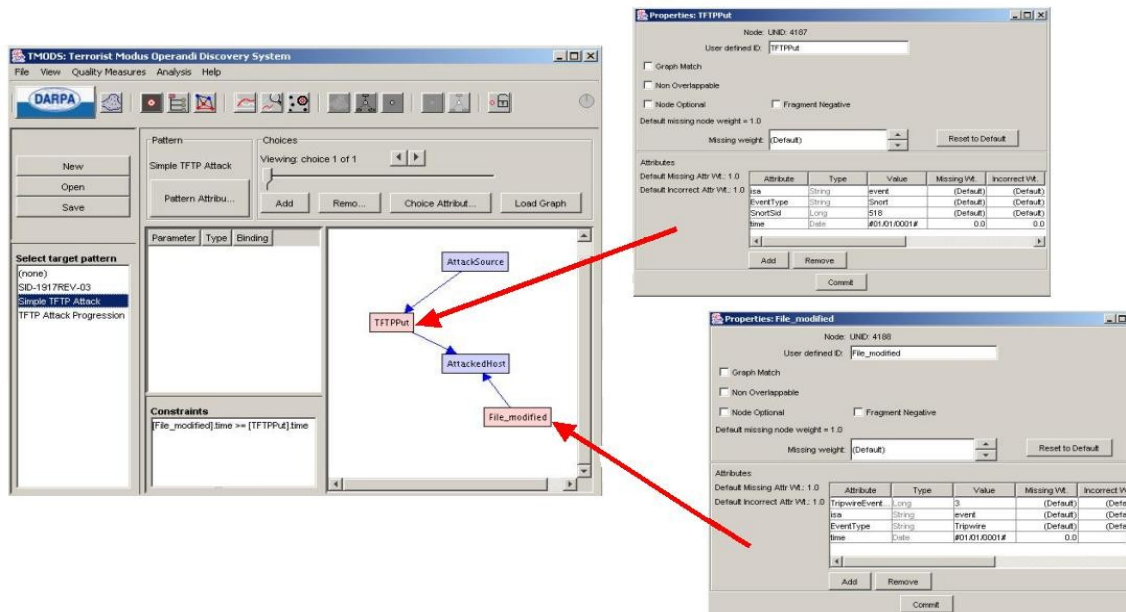 TMODS: Terrorist Modus Operandi Discovery System
File View Quality Measures Analysis Help
DARPA
New
Open
Save
Pattern
Simple TFTP Attack
Pattern Attribu...
Choices
Viewing: choice 1 of 1
Add Remo... Choice Attribut... Load Graph
Select target pattern
(none)
SID-1917REV-03
Simple TFTP Attack
TFTP Attack Progression
Parameter Type Binding
Constraints
[File_modified].time >= [TFTPPut].time
AttackSource
TFTPPut
AttackedHost
File_modified
Properties: TFTPPut
Node: UNID: 4187
User defined ID: TFTPPut
Graph Match
Non Overlappable
Node Optional Fragment Negative
Default missing node weight = 1.0
Missing weight: (Default) Reset to Default
Attributes
Default Missing Attr Wt.: 1.0
Default Incorrect Attr Wt.: 1.0
Attribute Type Value Missing Wt. Incorrect Wt.
isa String event (Default) (Default)
EventType String Snort (Default) (Default)
SnortSid Long 518 (Default) (Default)
time Date #01/01/0001# 0.0 0.0
Add Remove
Commit
Properties: File_modified
Node: UNID: 4188
User defined ID: File_modified
Graph Match
Non Overlappable
Node Optional Fragment Negative
Default missing node weight = 1.0
Missing weight: (Default) Reset to Default
Attributes
Default Missing Attr Wt.: 1.0
Default Incorrect Attr Wt.: 1.0
Attribute Type Value Missing Wt. Incorrect W
TripwireEvent... Long 3 (Default) (Defa
isa String event (Default) (Defa
EventType String Tripwire (Default) (Defa
time Date #01/01/0001# 0.0
Add Remove
Commit